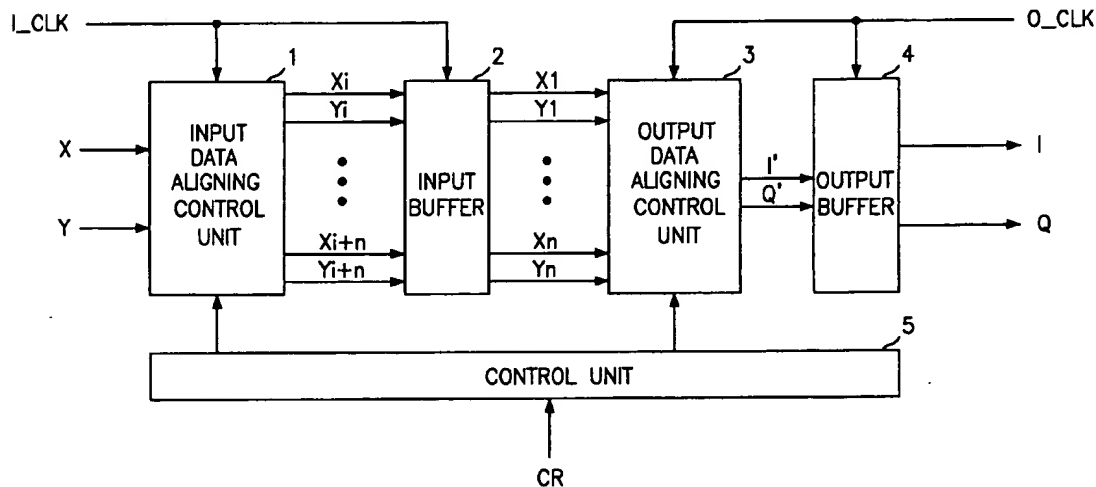 I_CLK
O_CLK
1
2
3
4
Xi
Yi
X1
Y1
X
Y
INPUT
DATA
ALIGNING
CONTROL
UNIT
INPUT
BUFFER
OUTPUT
DATA
ALIGNING
CONTROL
UNIT
I'
Q'
OUTPUT
BUFFER
I
Q
Xi+n
Yi+n
Xn
Yn
5
CONTROL UNIT
CR